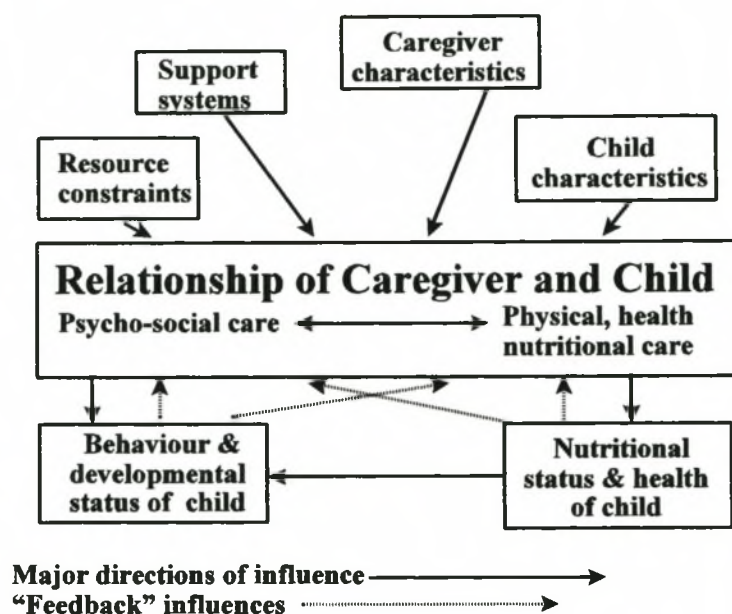 Caregiver
characteristics
Support
systems
Child
characteristics
Resource
constraints
Relationship of Caregiver and Child
Psycho-social care
Physical, health
nutritional care
Behaviour &
developmental
status of child
Nutritional
status & health
of child
Major directions of influence
"Feedback" influences